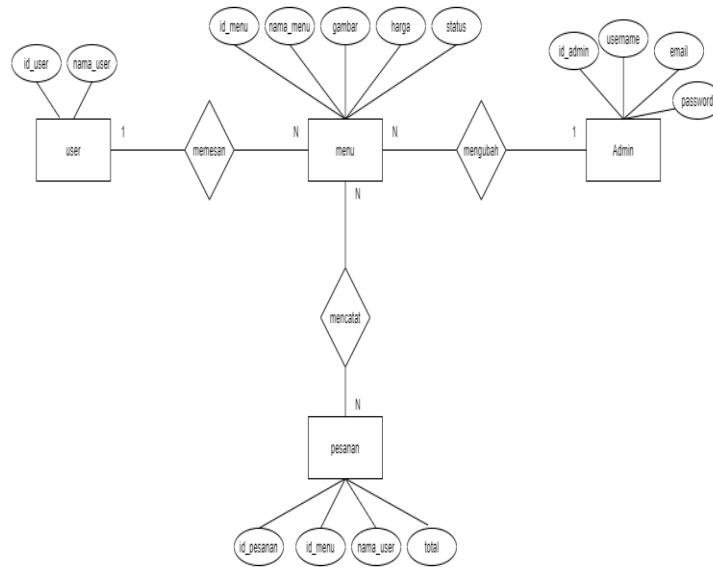 id_menu nama_menu gambar harga status
id_admin username email
password
id_user nama_user
user 1 memesan N menu N mengubah 1 Admin
N
mencatat
N
pesanan
id_pesanan id_menu nama_user total